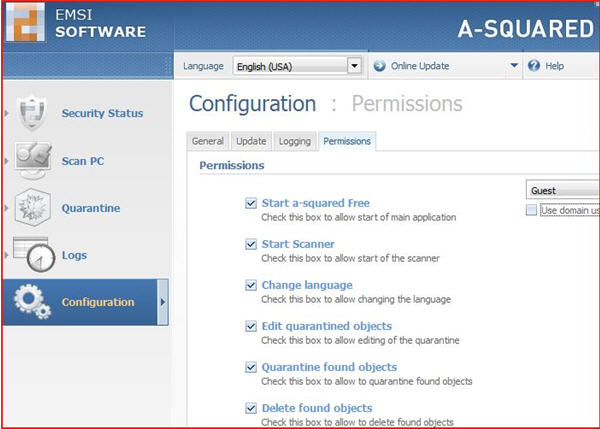 EMSI
SOFTWARE
A-SQUARED
Language English (USA) Online Update Help
Security Status
Scan PC
Quarantine
Logs
Configuration
Configuration : Permissions
General Update Logging Permissions
Permissions
Guest
Use domain
Start a-squared Free
Check this box to allow start of main application
Start Scanner
Check this box to allow start of the scanner
Change language
Check this box to allow changing the language
Edit quarantined objects
Check this box to allow editing of the quarantine
Quarantine found objects
Check this box to allow to quarantine found objects
Delete found objects
Check this box to allow to delete found objects